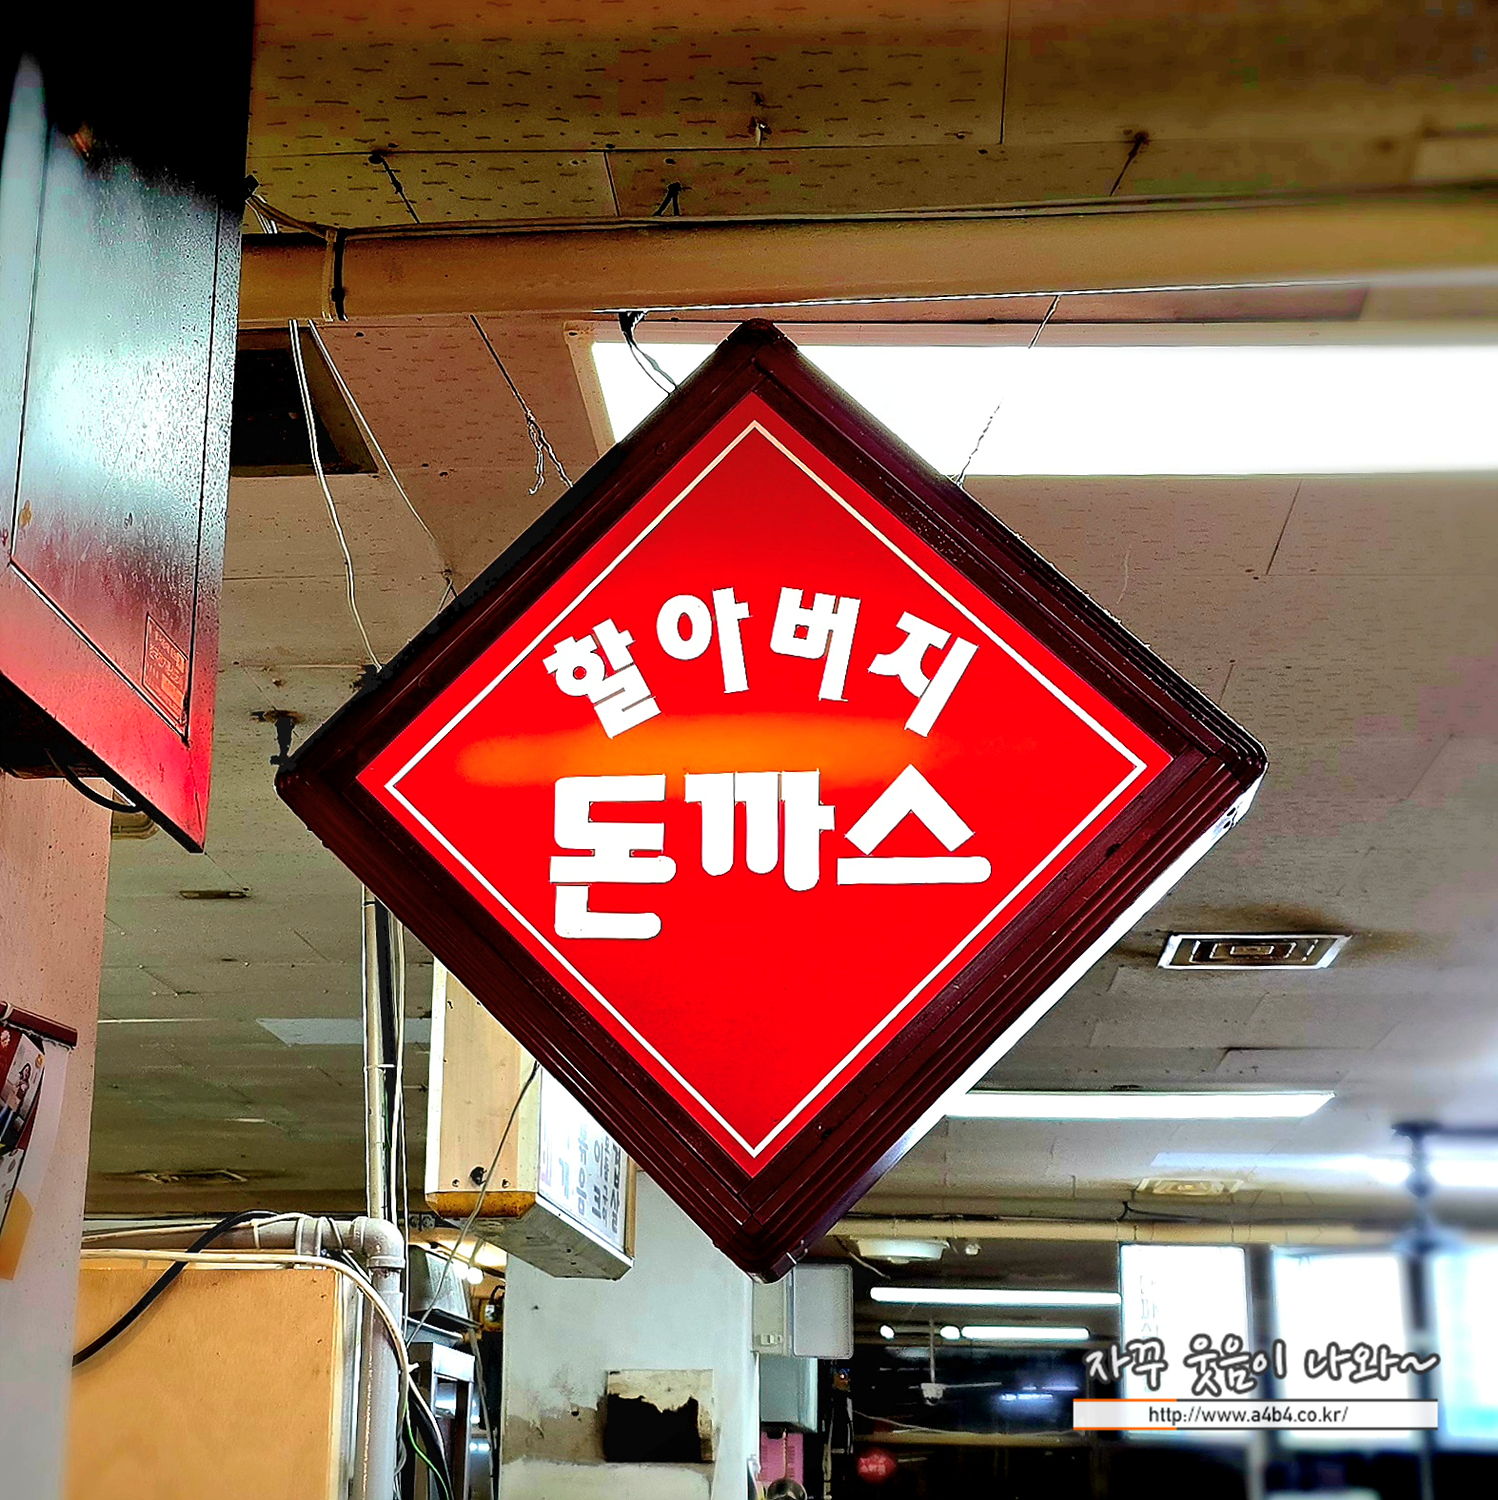 할아버지
돈까스
자꾸 웃음이 나와~
http://www.a4b4.co.kr/